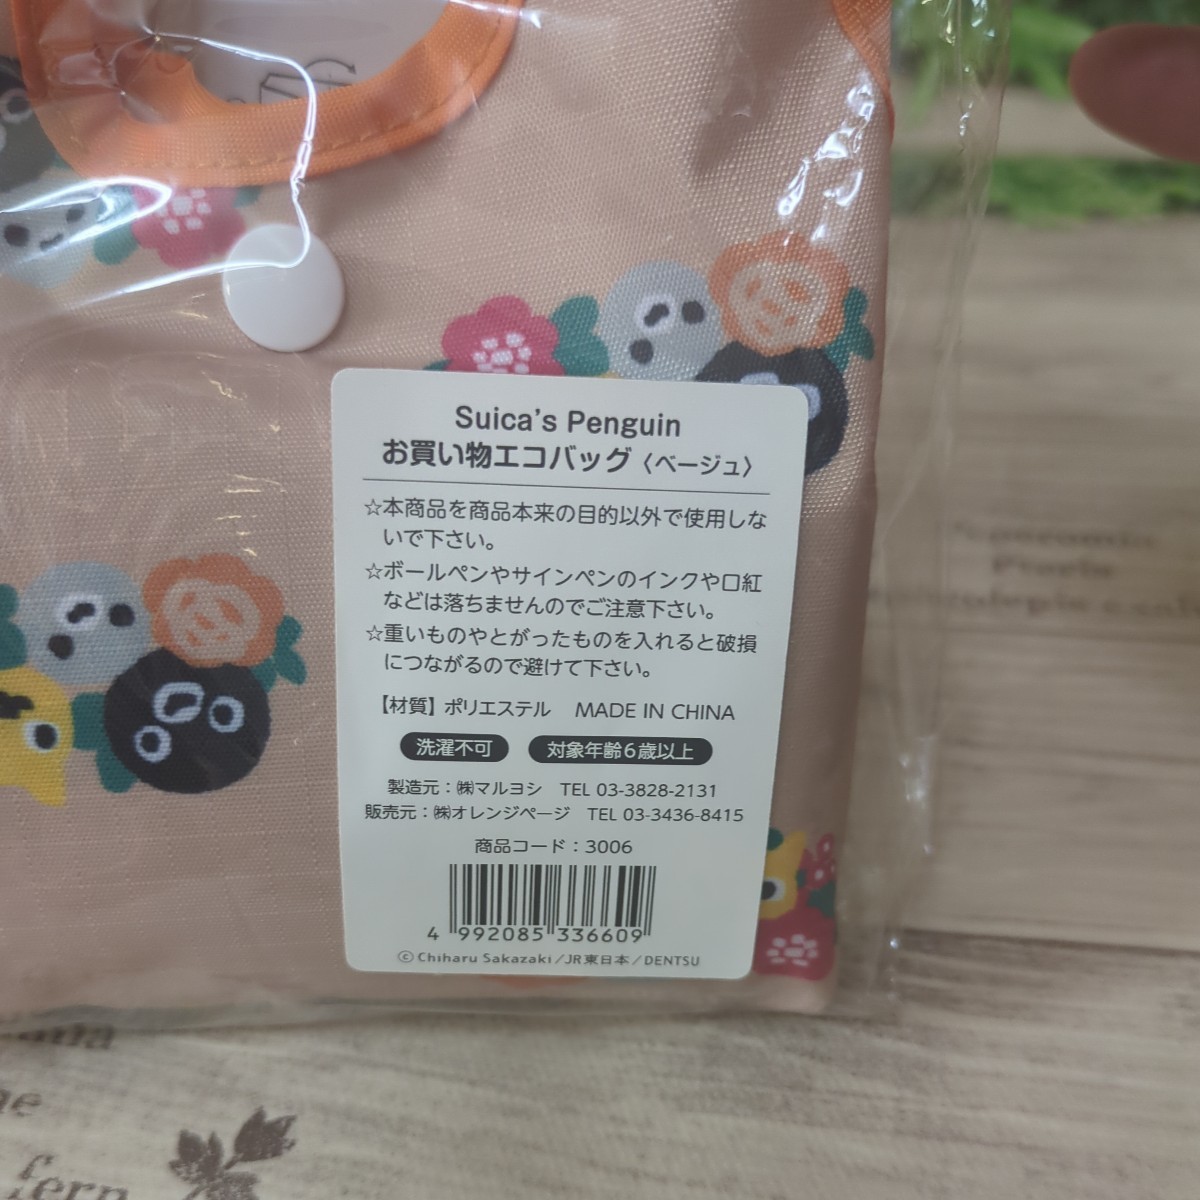 Suica's Penguin
お買い物エコバッグ〈ベージュ〉
☆本商品を商品本来の目的以外で使用しな
いで下さい。
☆ボールペンやサインペンのインクや口紅
などは落ちませんのでご注意下さい。
☆重いものやとがったものを入れると破損
につながるので避けて下さい。
【材質】ポリエステル MADE IN CHINA
洗濯不可 対象年齢6歳以上
製造元：㈱マルヨシ TEL 03-3828-2131
販売元：㈱オレンジページ TEL 03-3436-8415
商品コード：3006
4 992085 336609
©Chiharu Sakazaki/JR東日本/DENTSU
fern